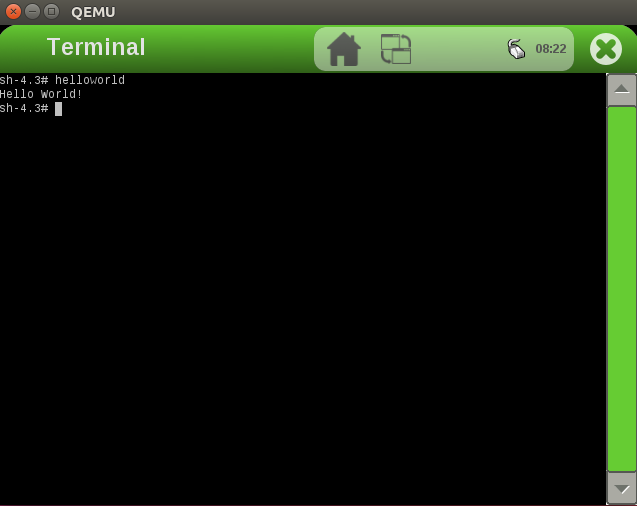 QEMU
Terminal
08:22
sh-4.3# helloworld
Hello World!
sh-4.3#